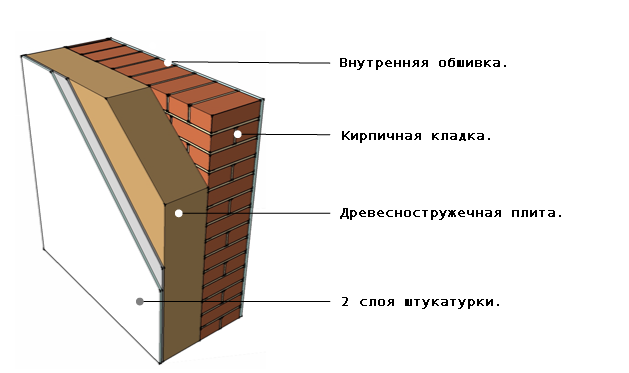 Внутренняя обшивка.
Кирпичная кладка.
Древесностружечная плита.
2 слоя штукатурки.